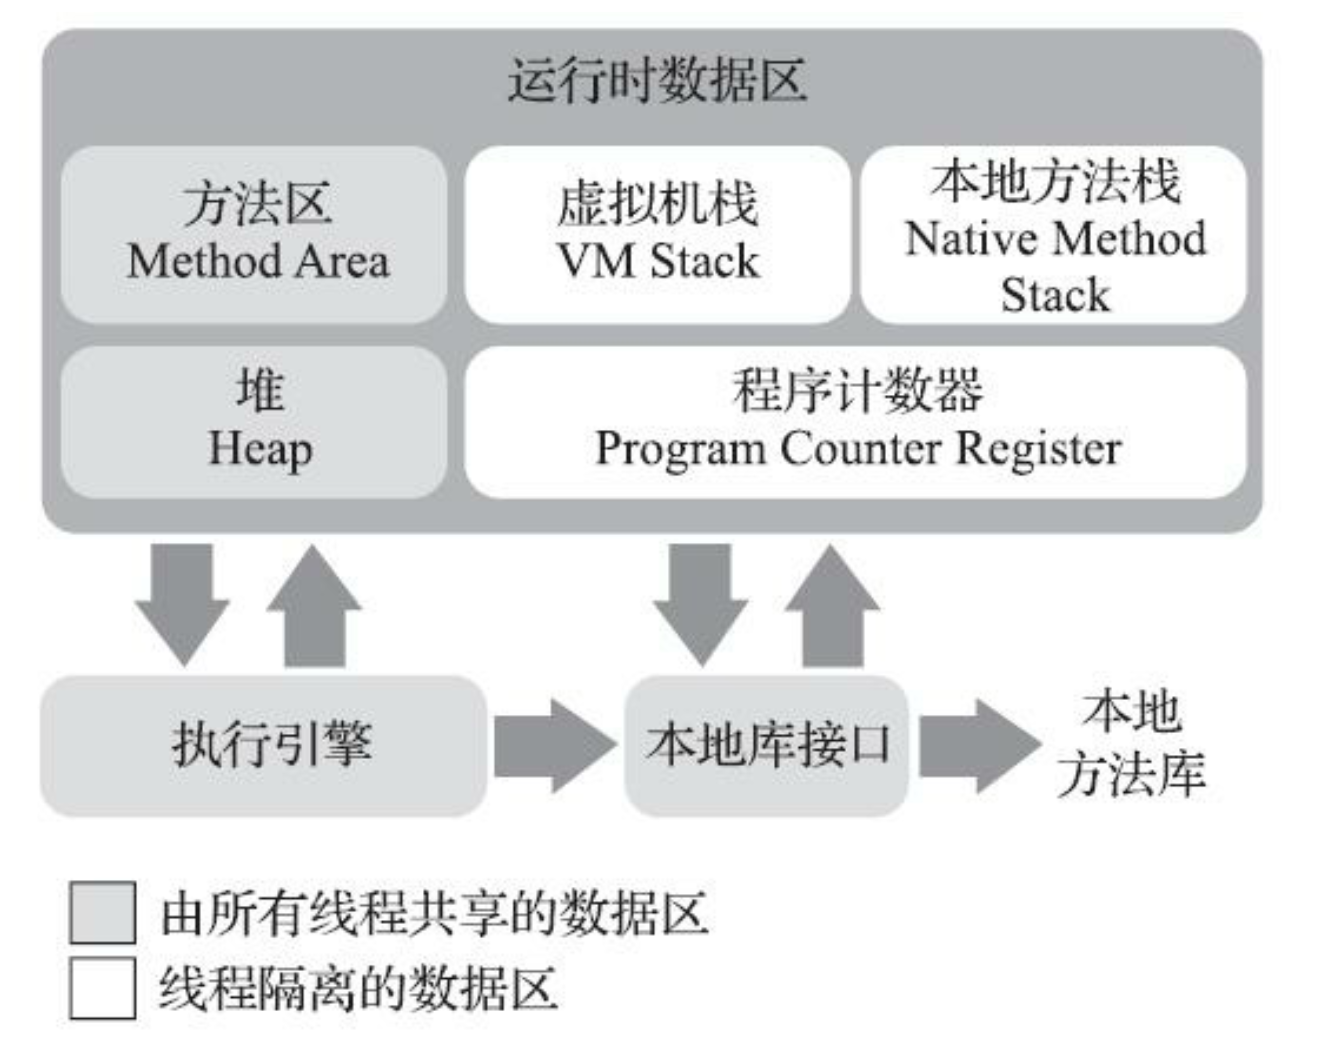 运行时数据区
方法区
Method Area
虚拟机栈
VM Stack
本地方法栈
Native Method
Stack
堆
Heap
程序计数器
Program Counter Register
执行引擎
本地库接口
本地
方法库
由所有线程共享的数据区
线程隔离的数据区